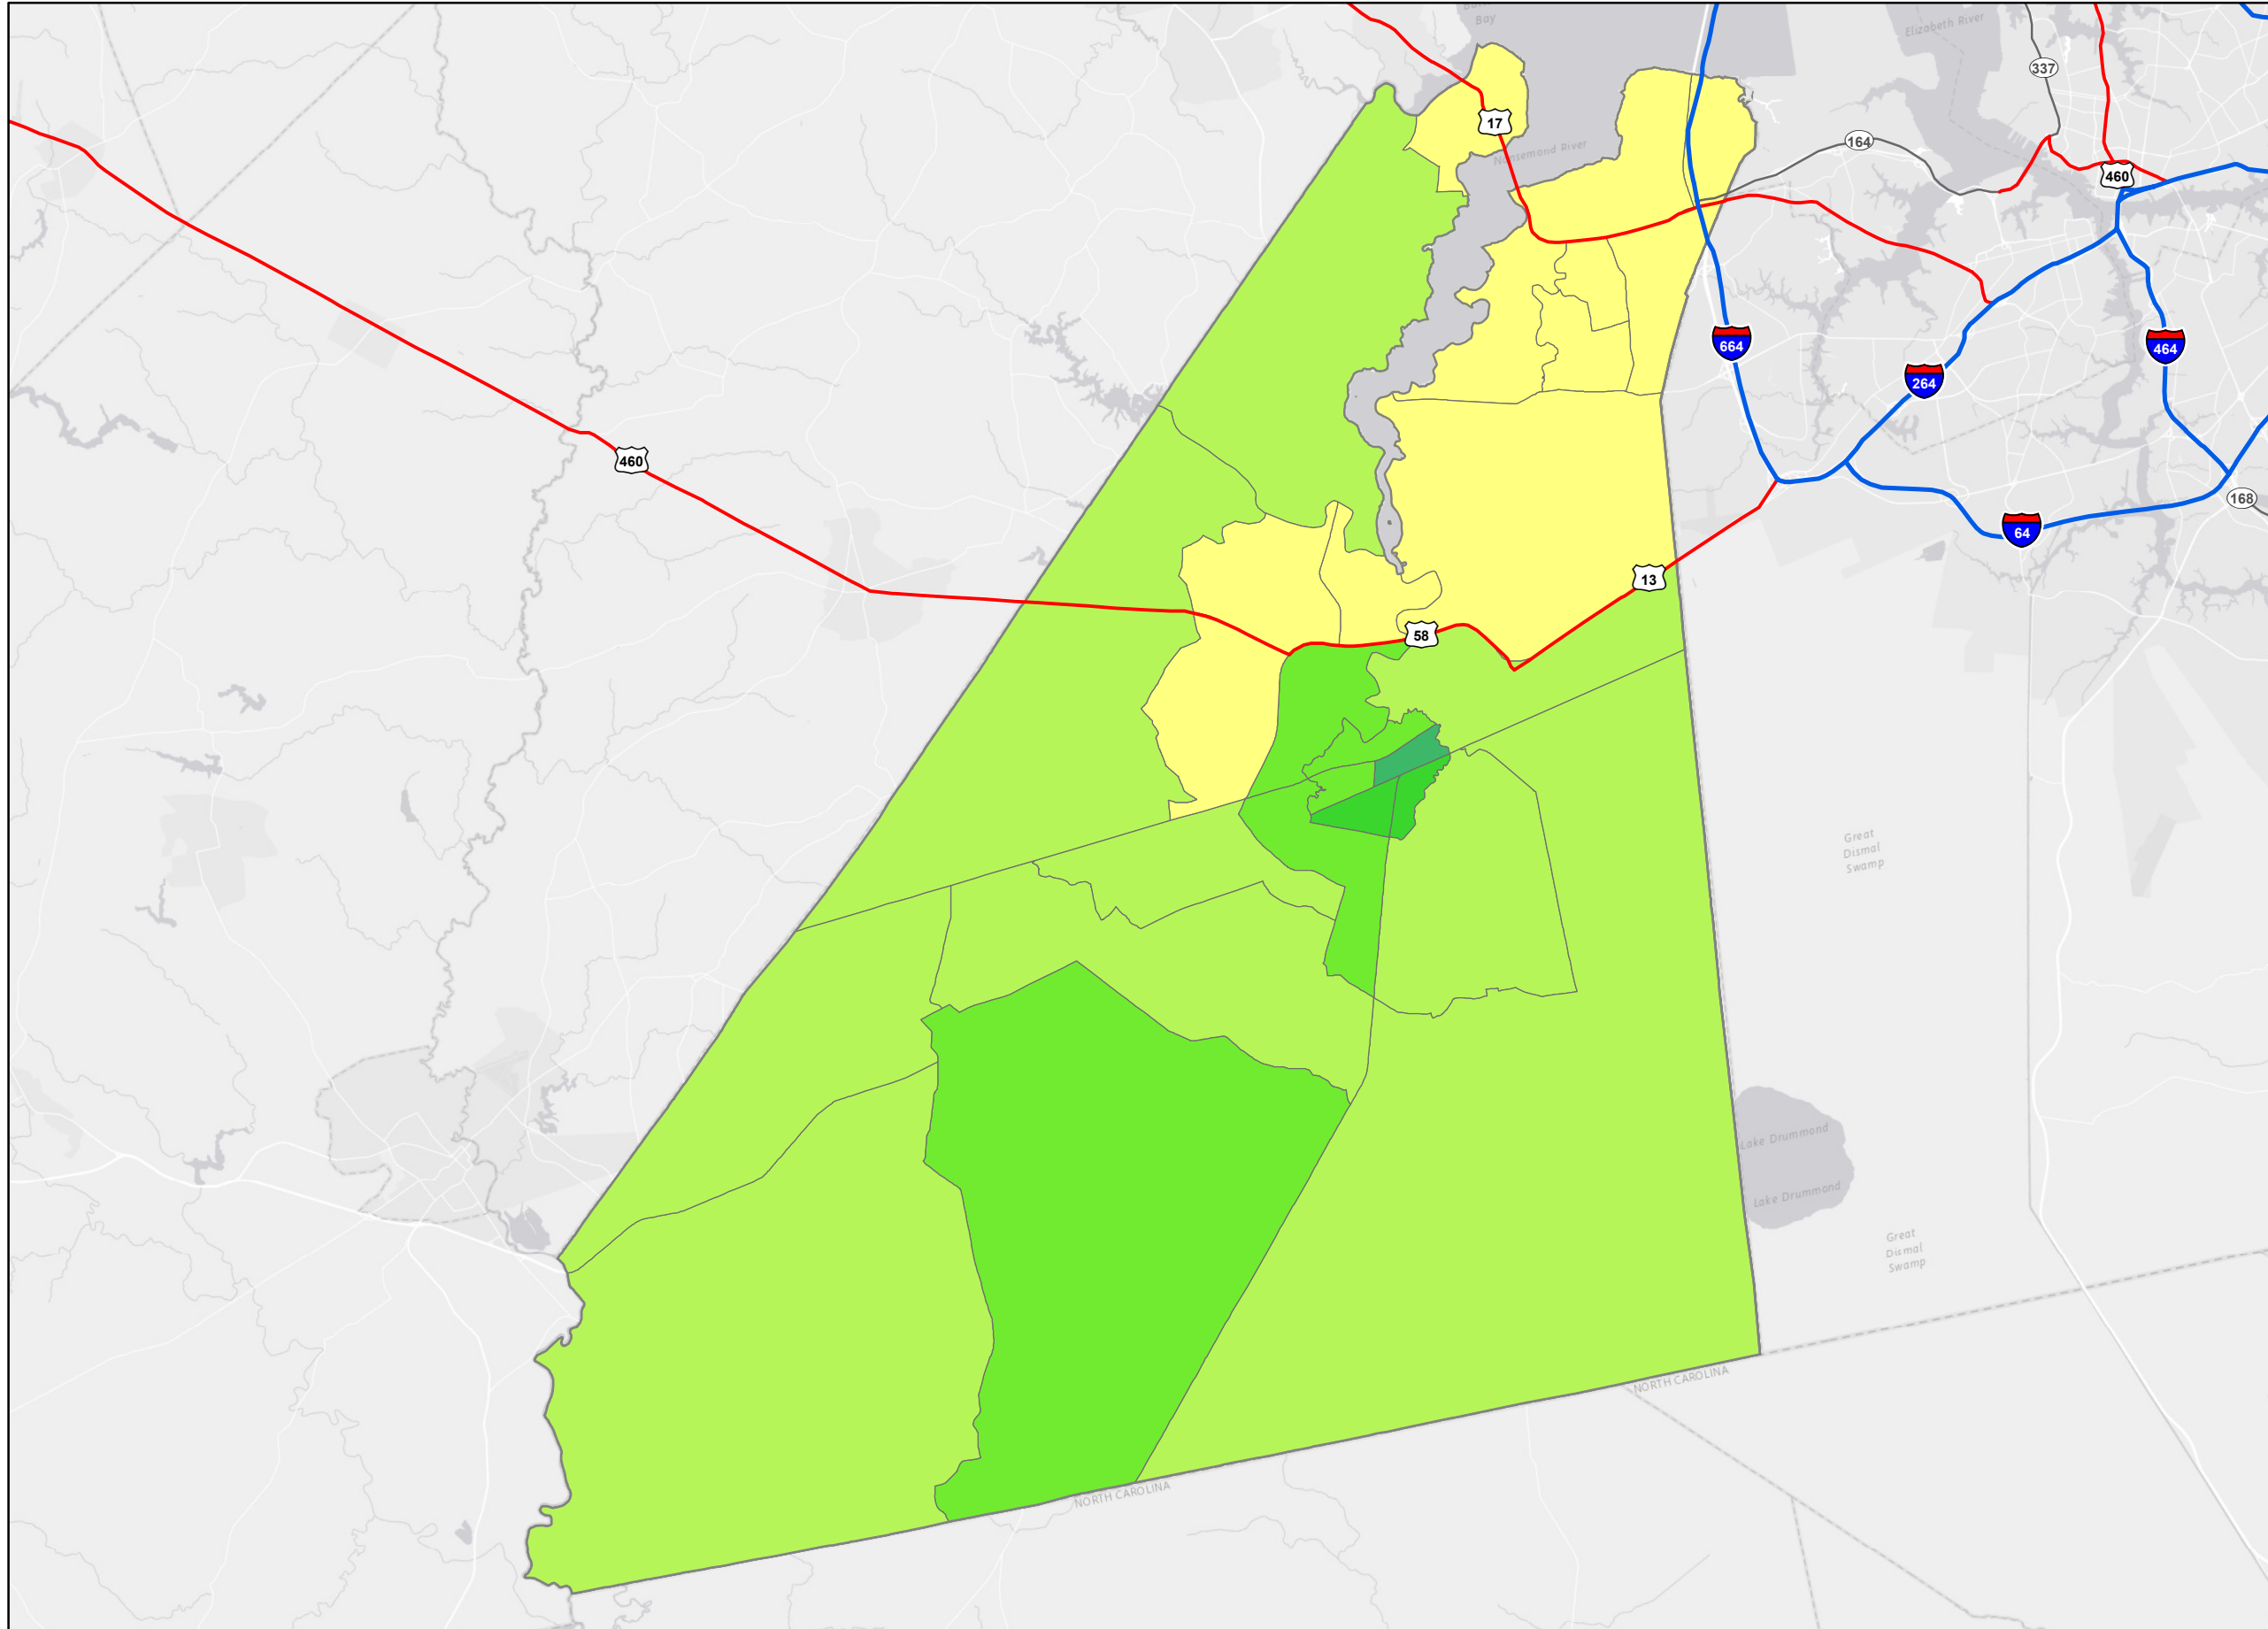 Bay
Elizabeth River
337
17
164
Nansemond River
460
664
464
264
460
168
64
13
58
Great
Dismal
Swamp
Lake Drummond
Lake Drummond
Great
Dismal
Swamp
NORTH CAROLINA
NORTH CAROLINA